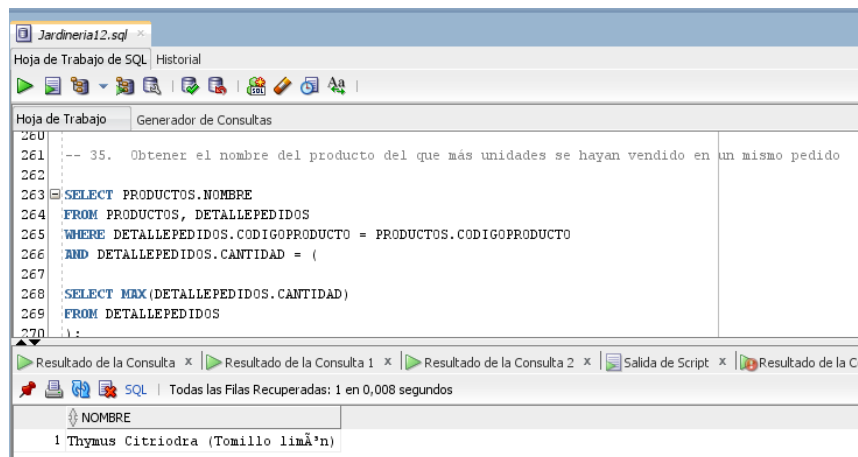 Jardineria12.sql
Hoja de Trabajo de SQL Historial
Hoja de Trabajo Generador de Consultas
260
261 -- 35. Obtener el nombre del producto del que más unidades se hayan vendido en un mismo pedido
262
263 SELECT PRODUCTOS.NOMBRE
264 FROM PRODUCTOS, DETALLEPEDIDOS
265 WHERE DETALLEPEDIDOS.CODIGOPRODUCTO = PRODUCTOS.CODIGOPRODUCTO
266 AND DETALLEPEDIDOS.CANTIDAD = (
267
268 SELECT MAX(DETALLEPEDIDOS.CANTIDAD)
269 FROM DETALLEPEDIDOS
270 );
Resultado de la Consulta x Resultado de la Consulta 1 x Resultado de la Consulta 2 x Salida de Script x Resultado de la C
SQL | Todas las Filas Recuperadas: 1 en 0,008 segundos
NOMBRE
1 Thymus Citriodra (Tomillo limÃ³n)